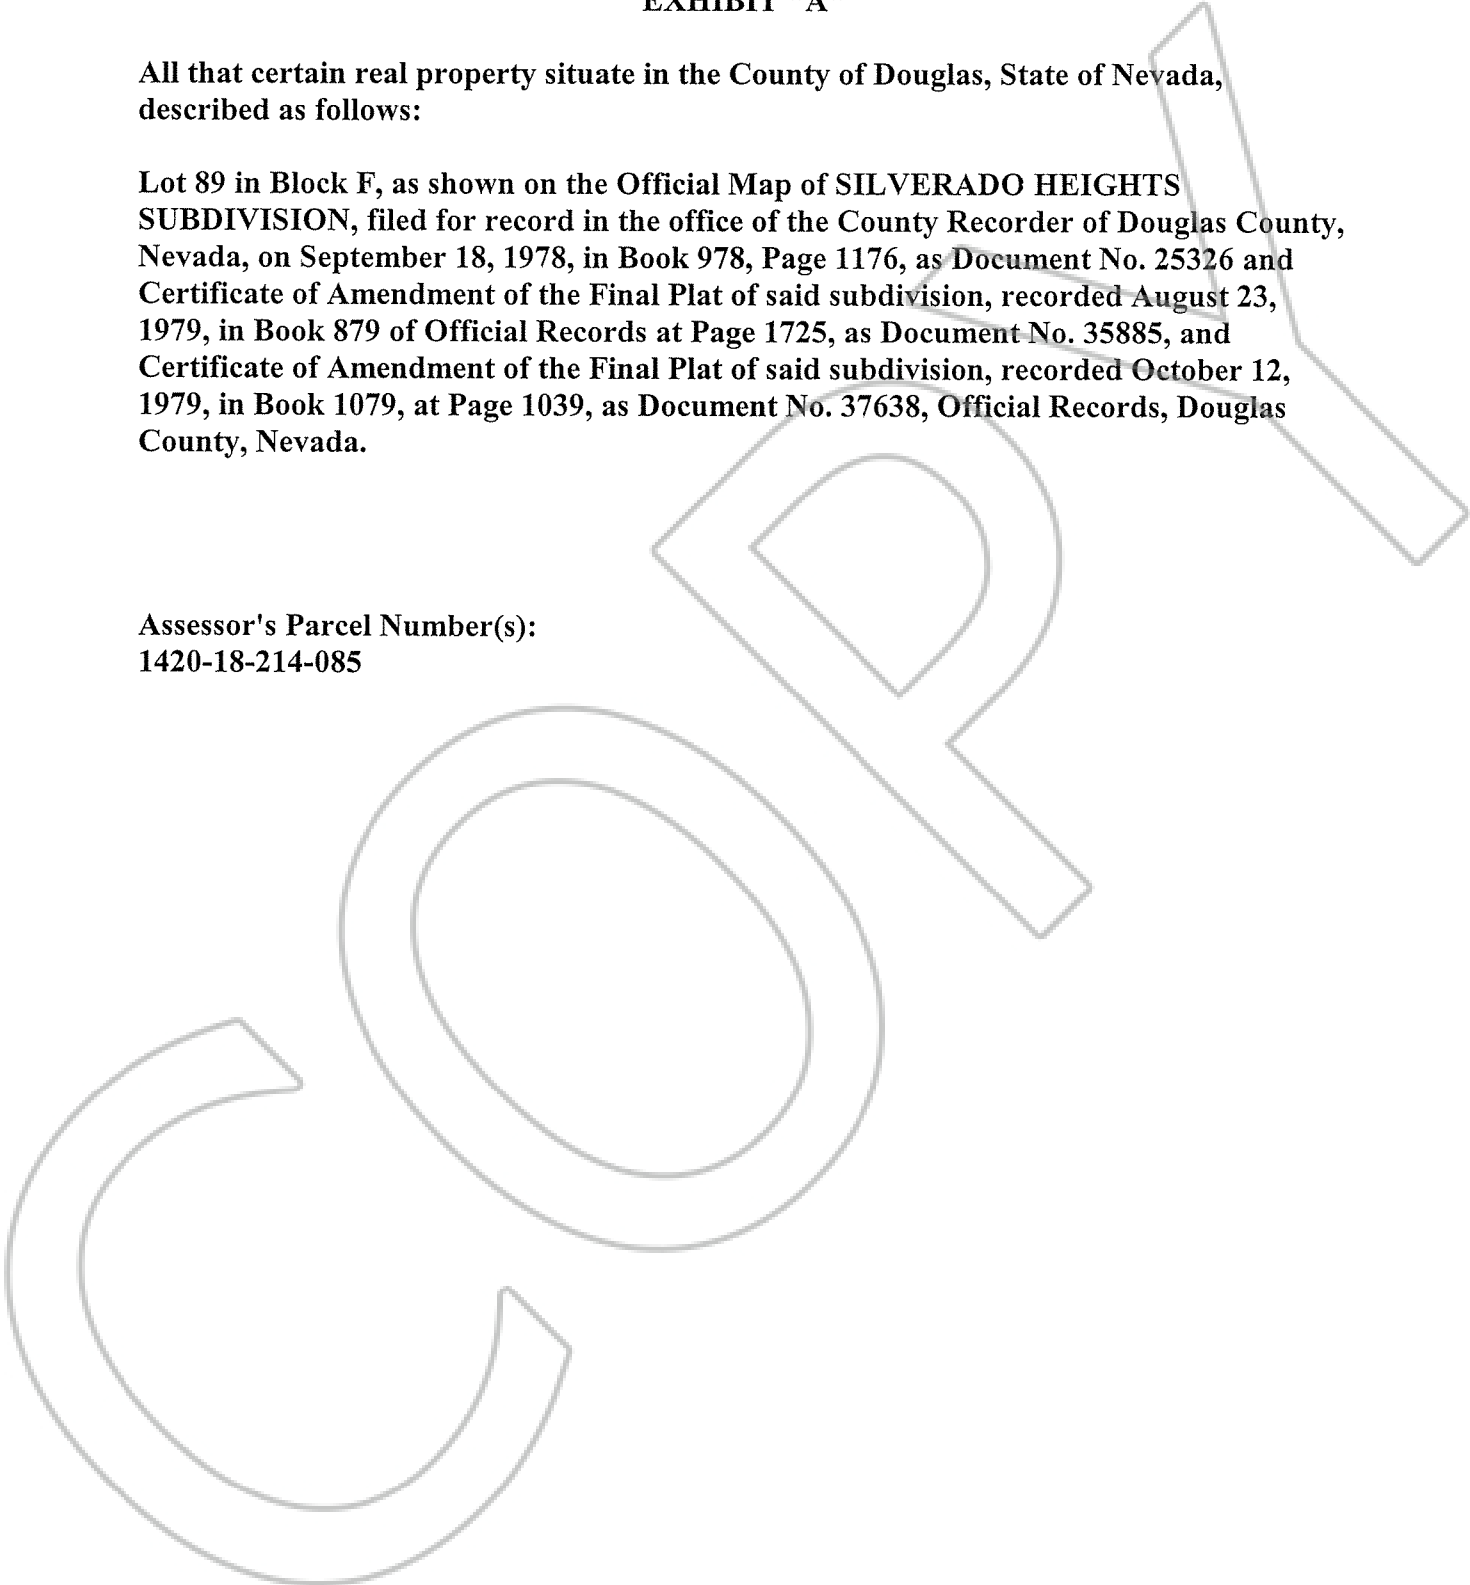 EXHIBIT "A"
All that certain real property situate in the County of Douglas, State of Nevada,
described as follows:
Lot 89 in Block F, as shown on the Official Map of SILVERADO HEIGHTS
SUBDIVISION, filed for record in the office of the County Recorder of Douglas County,
Nevada, on September 18, 1978, in Book 978, Page 1176, as Document No. 25326 and
Certificate of Amendment of the Final Plat of said subdivision, recorded August 23,
1979, in Book 879 of Official Records at Page 1725, as Document No. 35885, and
Certificate of Amendment of the Final Plat of said subdivision, recorded October 12,
1979, in Book 1079, at Page 1039, as Document No. 37638, Official Records, Douglas
County, Nevada.
Assessor's Parcel Number(s):
1420-18-214-085
COPY